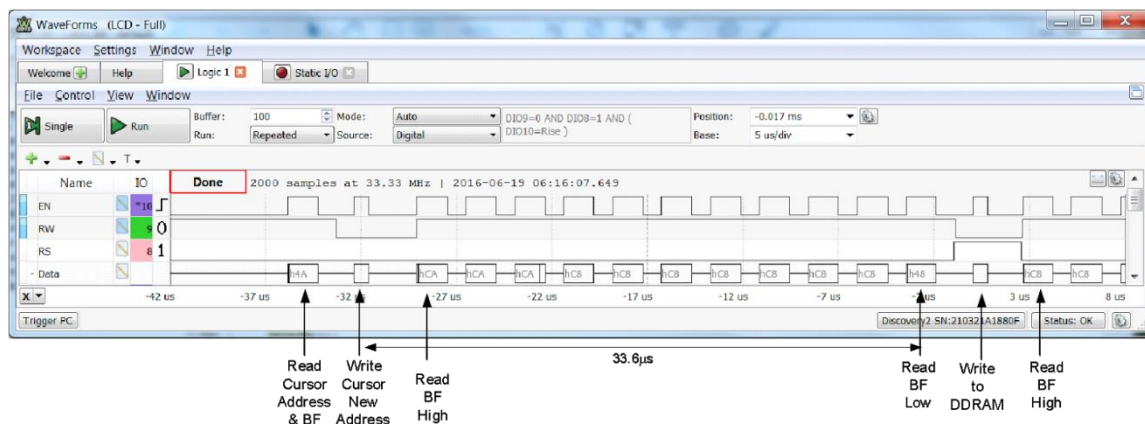 WaveForms (LCD - Full)
Workspace Settings Window Help
Welcome Help Logic 1 Static I/O
File Control View Window
Single Run Buffer: 100 Mode: Auto DIO9=0 AND DIO8=1 AND ( Position: -0.017 ms
Run: Repeated Source: Digital DIO10=Rise ) Base: 5 us/div
T
Name IO Done 2000 samples at 33.33 MHz | 2016-06-19 06:16:07.649
EN *10
RW 9 0
RS 8 1
- Data h4A hCA hCA hCA hC8 hC8 hC8 hC8 hC8 hC8 hC8 h48 hC8 hC8
X -42 us -37 us -32 us -27 us -22 us -17 us -12 us -7 us -2 us 3 us 8 us
Trigger PC Discovery2 SN:210321A1880F Status: OK
33.6µs
Read Cursor Address & BF
Write Cursor New Address
Read BF High
Read BF Low
Write to DDRAM
Read BF High